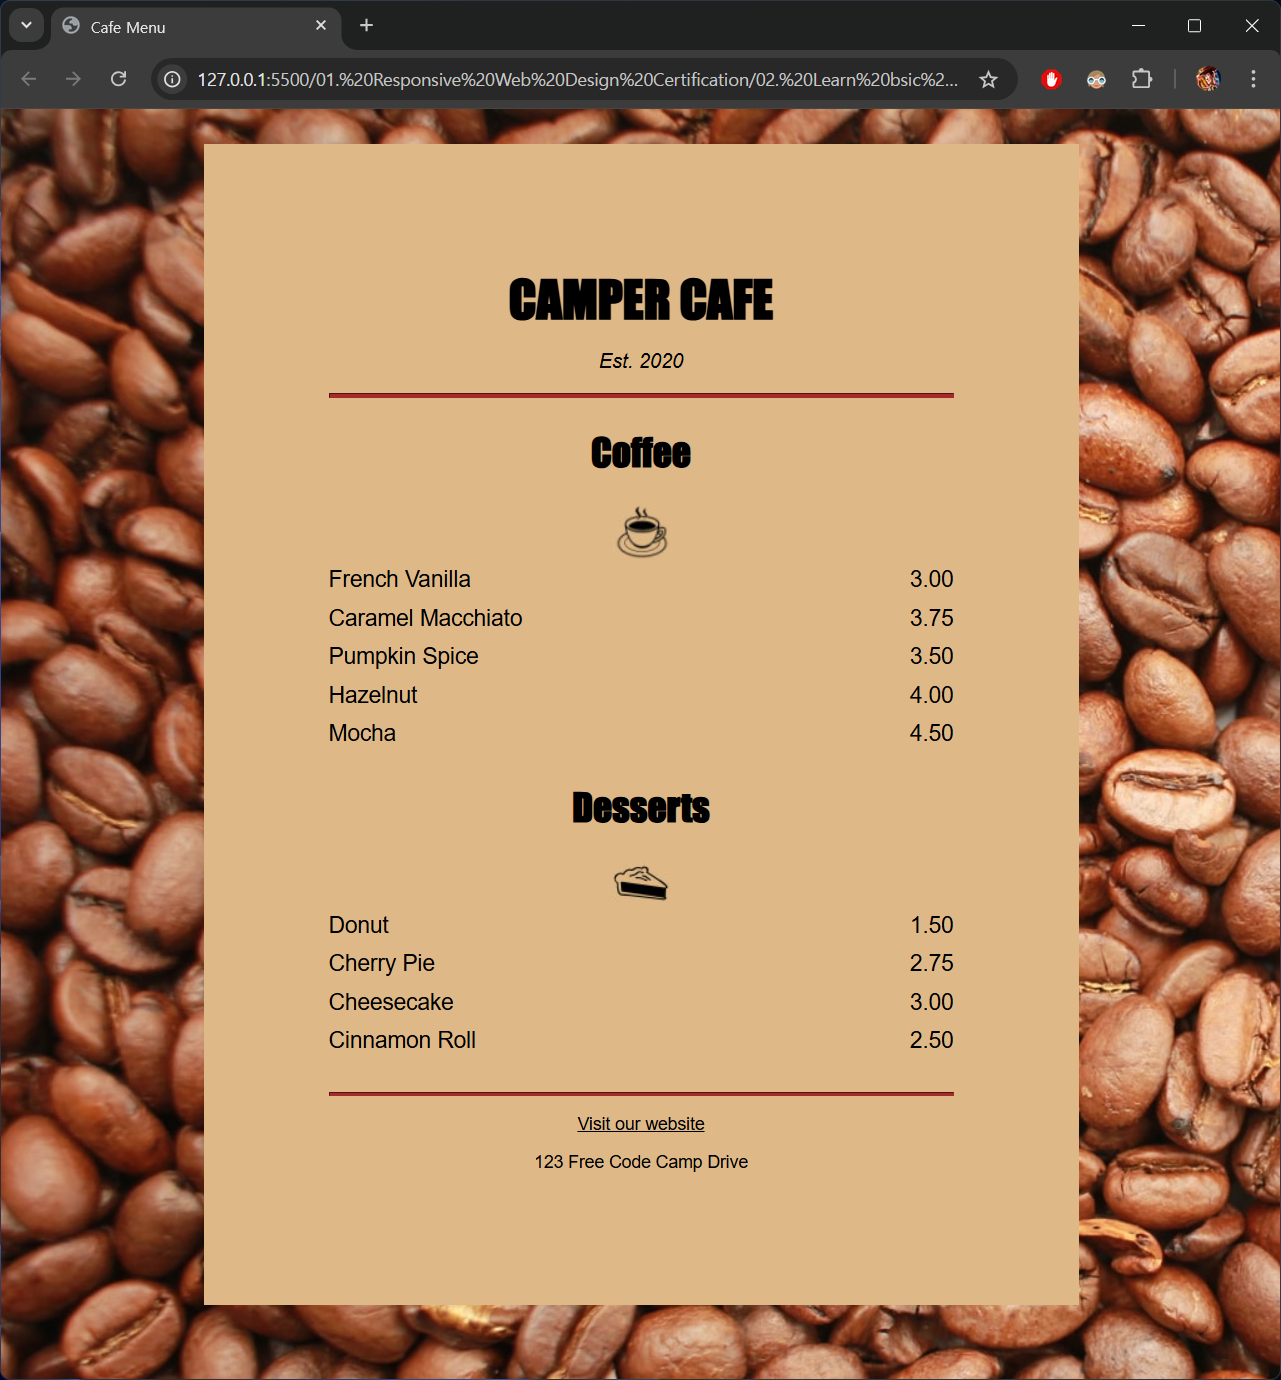 Cafe Menu
127.0.0.1:5500/01.%20Responsive%20Web%20Design%20Certification/02.%20Learn%20bsic%2...
CAMPER CAFE
Est. 2020
Coffee
French Vanilla 3.00
Caramel Macchiato 3.75
Pumpkin Spice 3.50
Hazelnut 4.00
Mocha 4.50
Desserts
Donut 1.50
Cherry Pie 2.75
Cheesecake 3.00
Cinnamon Roll 2.50
Visit our website
123 Free Code Camp Drive